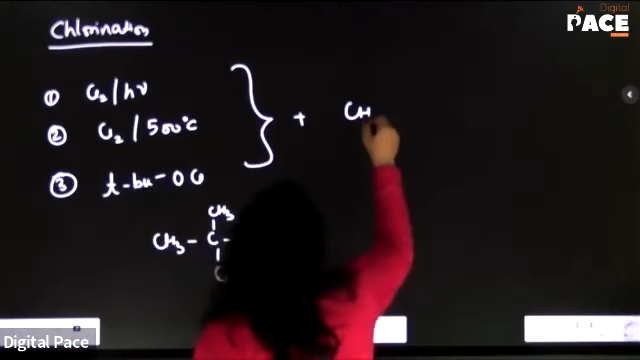 Digital
PACE
Chlorination
① Cl₂ / hν
② Cl₂ / 500°C
③ t-bu-OCl
} + CH
CH₃
CH₃ - C -
C
Digital Pace